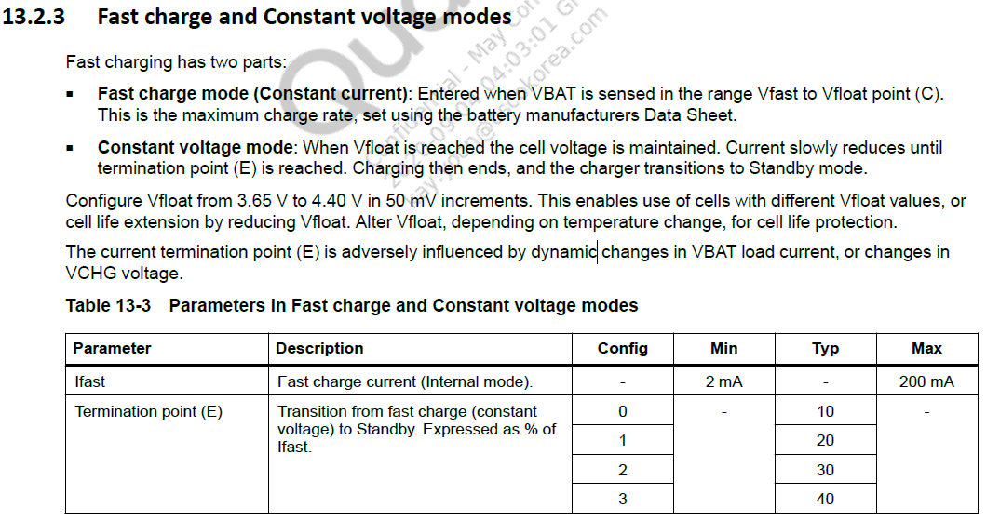 13.2.3 Fast charge and Constant voltage modes
Fast charging has two parts:
▪ Fast charge mode (Constant current): Entered when VBAT is sensed in the range Vfast to Vfloat point (C).
This is the maximum charge rate, set using the battery manufacturers Data Sheet.
▪ Constant voltage mode: When Vfloat is reached the cell voltage is maintained. Current slowly reduces until
termination point (E) is reached. Charging then ends, and the charger transitions to Standby mode.
Configure Vfloat from 3.65 V to 4.40 V in 50 mV increments. This enables use of cells with different Vfloat values, or
cell life extension by reducing Vfloat. Alter Vfloat, depending on temperature change, for cell life protection.
The current termination point (E) is adversely influenced by dynamic changes in VBAT load current, or changes in
VCHG voltage.
Table 13-3 Parameters in Fast charge and Constant voltage modes
Parameter Description Config Min Typ Max
Ifast Fast charge current (Internal mode). - 2 mA - 200 mA
Termination point (E) Transition from fast charge (constant 0 - 10 -
voltage) to Standby. Expressed as % of
1 20
Ifast.
2 30
3 40